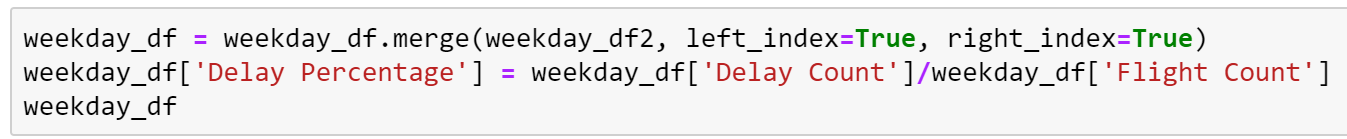 weekday_df = weekday_df.merge(weekday_df2, left_index=True, right_index=True)
weekday_df['Delay Percentage'] = weekday_df['Delay Count']/weekday_df['Flight Count']
weekday_df